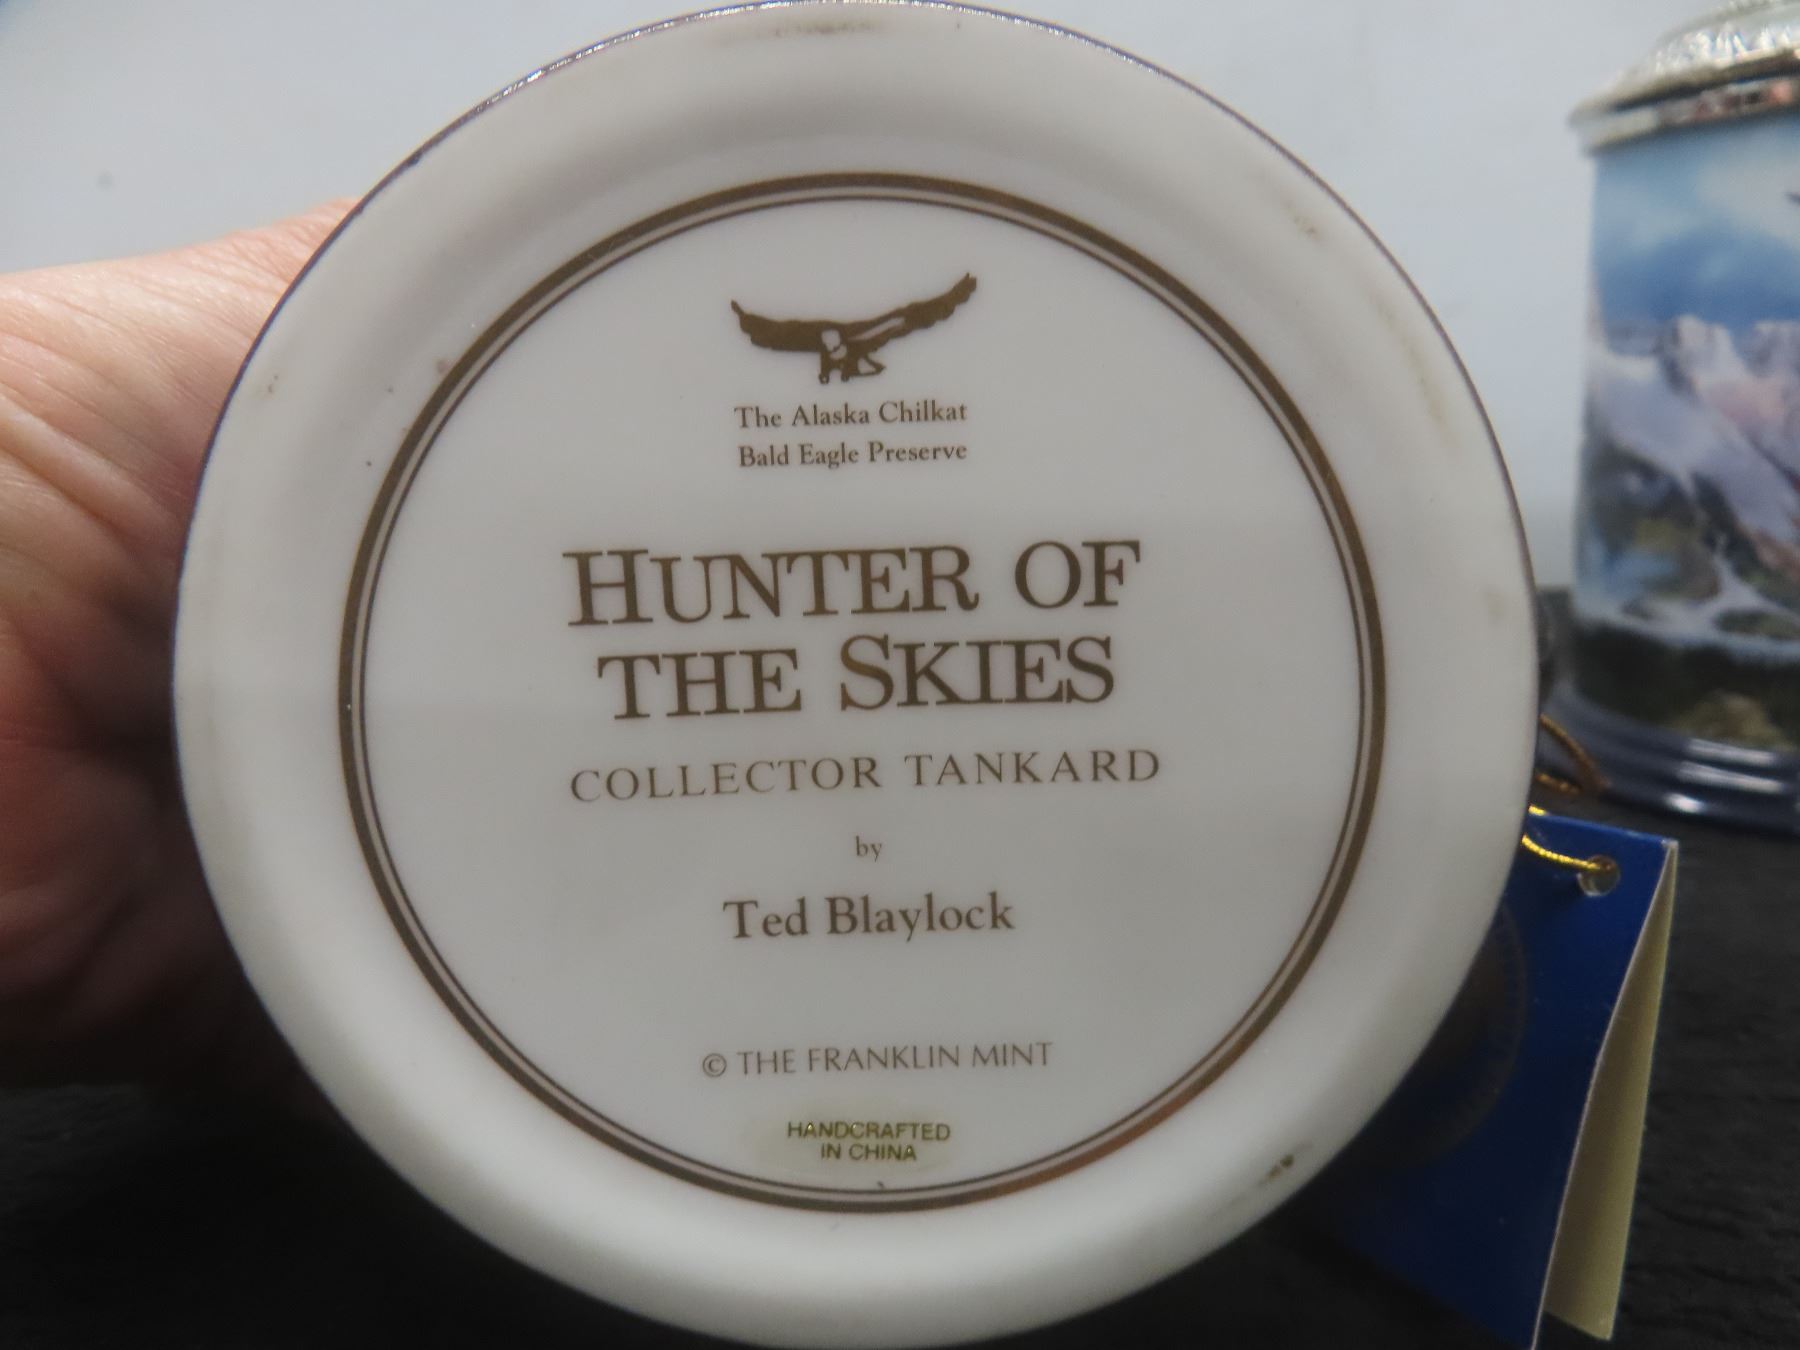 The Alaska Chilkat
Bald Eagle Preserve
HUNTER OF
THE SKIES
COLLECTOR TANKARD
by
Ted Blaylock
© THE FRANKLIN MINT
HANDCRAFTED
IN CHINA